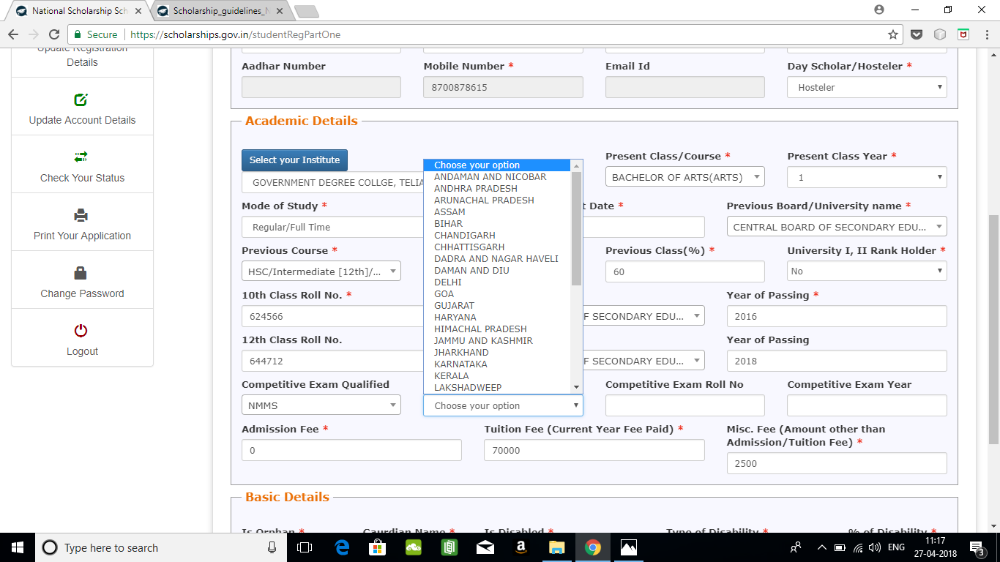 National Scholarship Sch
Scholarship_guidelines_N
Secure
https://scholarships.gov.in/studentRegPartOne
Update Registration
Details
Update Account Details
Check Your Status
Print Your Application
Change Password
Logout
Aadhar Number
Mobile Number *
Email Id
Day Scholar/Hosteler *
8700878615
Hosteler
Academic Details
Select your Institute
Present Class/Course *
Present Class Year *
GOVERNMENT DEGREE COLLGE, TELIA
BACHELOR OF ARTS(ARTS)
1
Mode of Study *
t Date *
Previous Board/University name *
Regular/Full Time
CENTRAL BOARD OF SECONDARY EDU...
Previous Course *
Previous Class(%) *
University I, II Rank Holder *
HSC/Intermediate [12th]/...
60
No
10th Class Roll No. *
Year of Passing *
624566
F SECONDARY EDU...
2016
12th Class Roll No.
Year of Passing
644712
F SECONDARY EDU...
2018
Competitive Exam Qualified
Competitive Exam Roll No
Competitive Exam Year
NMMS
Choose your option
ANDAMAN AND NICOBAR
ANDHRA PRADESH
ARUNACHAL PRADESH
ASSAM
BIHAR
CHANDIGARH
CHHATTISGARH
DADRA AND NAGAR HAVELI
DAMAN AND DIU
DELHI
GOA
GUJARAT
HARYANA
HIMACHAL PRADESH
JAMMU AND KASHMIR
JHARKHAND
KARNATAKA
KERALA
LAKSHADWEEP
Choose your option
Admission Fee *
Tuition Fee (Current Year Fee Paid) *
Misc. Fee (Amount other than
Admission/Tuition Fee) *
0
70000
2500
Basic Details
Is Orphan *
Gaurdian Name *
Is Disabled *
Type of Disability *
% of Disability *
Type here to search
ENG
11:17
27-04-2018
3